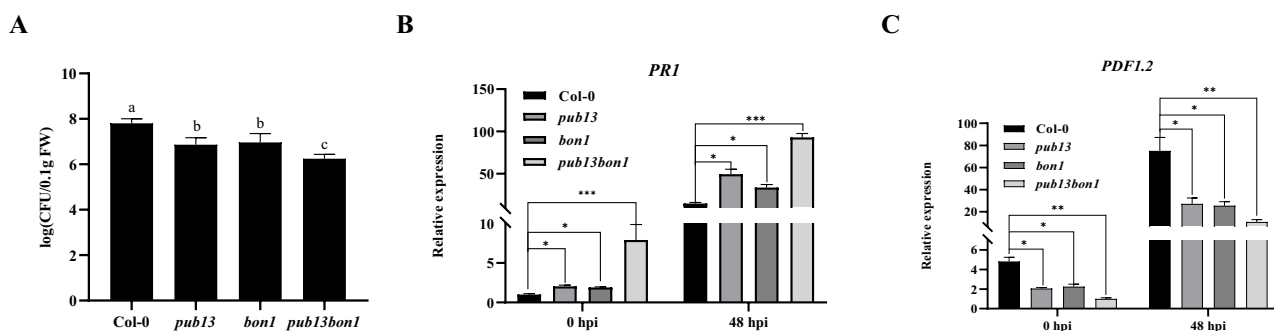 A
10
8
6
4
2
0
log(CFU/0.1g FW)
a
b
b
c
Col-0
pub13
bon1
pub13bon1
B
PR1
150
100
50
10
5
0
Relative expression
Col-0
pub13
bon1
pub13bon1
***
*
*
***
*
*
0 hpi
48 hpi
C
PDF1.2
100
80
60
40
20
6
4
2
0
Relative expression
Col-0
pub13
bon1
pub13bon1
**
*
*
**
*
*
0 hpi
48 hpi